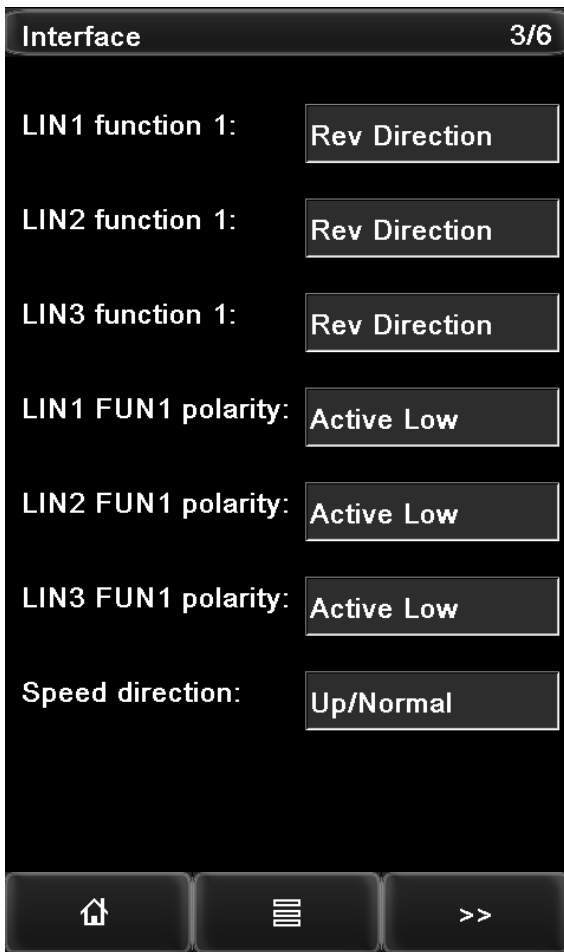 Interface 3/6
LIN1 function 1: Rev Direction
LIN2 function 1: Rev Direction
LIN3 function 1: Rev Direction
LIN1 FUN1 polarity: Active Low
LIN2 FUN1 polarity: Active Low
LIN3 FUN1 polarity: Active Low
Speed direction: Up/Normal
>>